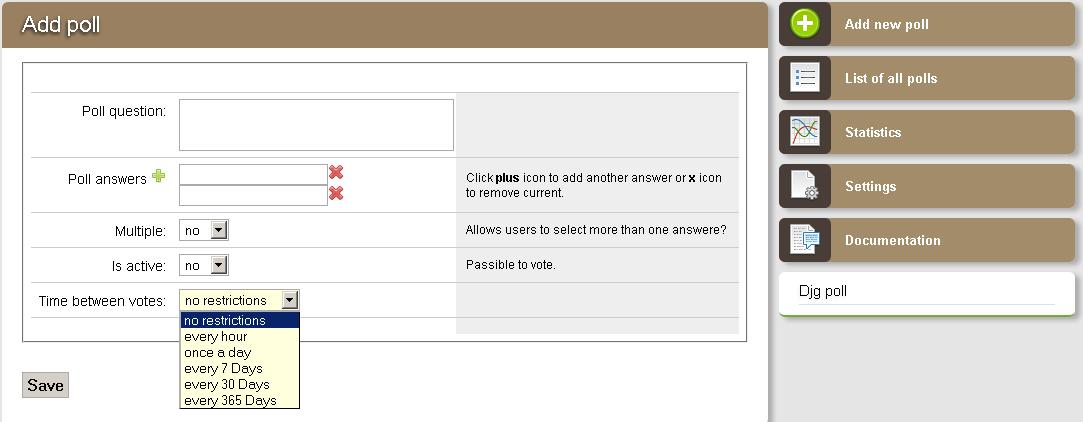 Add poll
Poll question:
Poll answers
Click plus icon to add another answer or x icon
to remove current.
Multiple: no
Allows users to select more than one answere?
Is active: no
Passible to vote.
Time between votes: no restrictions
no restrictions
every hour
once a day
every 7 Days
every 30 Days
every 365 Days
Save
Add new poll
List of all polls
Statistics
Settings
Documentation
Djg poll